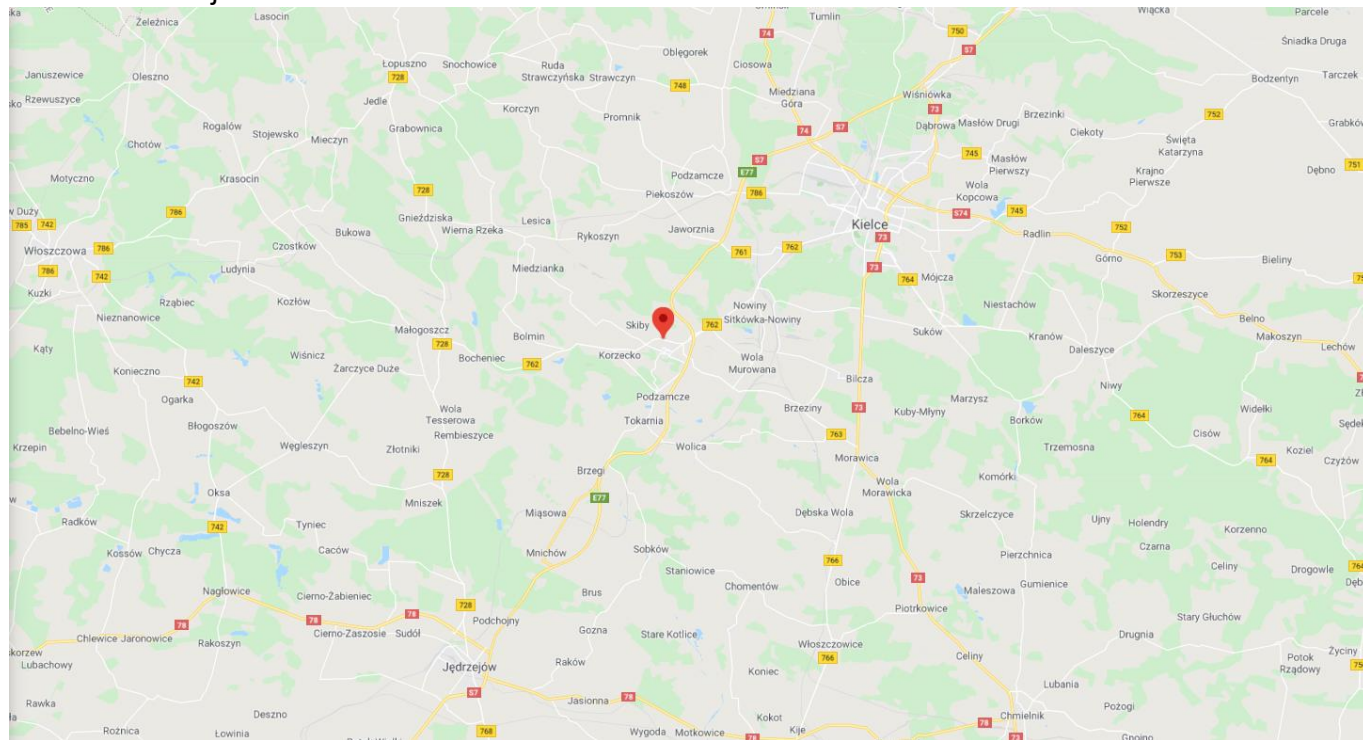 Żeleźnica
Lasocin
Tumlin
750
Wiącka
Parcele
74
S7
Śniadka Druga
Oblęgorek
Łopuszno
Snochowice
Ruda
Strawczyńska
Strawczyn
Ciosowa
Januszewice
Oleszno
728
748
Bodzentyn
Tarczek
Rzewuszyce
Jedle
Korczyn
Miedziana
Góra
Wiśniówka
73
Promnik
Rogalów
Stojewsko
Mieczyn
Grabownica
74
S7
Dąbrowa
Masłów Drugi
Brzezinki
Ciekoty
752
Święta
Katarzyna
Chotów
S7
745
Masłów
Pierwszy
751
Motyczno
Krasocin
728
Podzamcze
E77
Krajno
Pierwsze
Dębno
Piekoszów
786
Wola
Kopcowa
786
785
742
Gnieździska
Wierna Rzeka
Lesica
Jaworznia
Kielce
S74
745
Bukowa
Rykoszyn
73
Radlin
752
Włoszczowa
786
Czostków
761
762
Górno
753
Bieliny
786
742
Ludynia
Miedzianka
73
764
Mójcza
Kuzki
Rząbiec
Kozłów
Nowiny
Niestachów
Skorzeszyce
Nieznanowice
Małogoszcz
Bolmin
Skiby
762
Sitkówka-Nowiny
Suków
Kranów
Belno
Makoszyn
Kąty
728
Wiśnicz
Bocheniec
Korzecko
Wola
Murowana
Daleszyce
Lechów
Konieczno
Żarczyce Duże
762
742
Bilcza
Niwy
Ogarka
Podzamcze
Marzysz
Wola
Tesserowa
Brzeziny
73
Kuby-Młyny
Borków
764
Widełki
Bebelno-Wieś
Błogoszów
Rembieszyce
Tokarnia
763
Cisów
Krzepin
Węgleszyn
Złotniki
Wolica
Morawica
Trzemosna
764
Koziel
Czyżów
728
Brzegi
Wola
Morawicka
Komórki
Oksa
E77
Mniszek
Radków
742
Tyniec
Miąsowa
Dębska Wola
Skrzelczyce
Ujny
Holendry
Korzenno
Kossów
Chycza
Caców
Mnichów
Sobków
Pierzchnica
Czarna
Staniowice
766
Celiny
Drogowle
764
Nagłowice
Cierno-Żabieniec
Brus
Chomentów
Obice
73
Gumienice
Maleszowa
78
728
Piotrkowice
78
78
Podchojny
Stary Głuchów
Chlewice
Jaronowice
Rakoszyn
Cierno-Zaszosie
Sudół
Gozna
Stare Kotlice
Drugnia
Włoszczowice
766
Celiny
Lubachowy
Jędrzejów
Raków
Koniec
Potok
Rządowy
Życiny
S7
Lubania
Rawka
Jasionna
78
Pożogi
Deszno
Kokot
78
Chmielnik
Rożnica
Łowinia
768
Wygoda
Motkowice
78
Kije
73
Gnojno